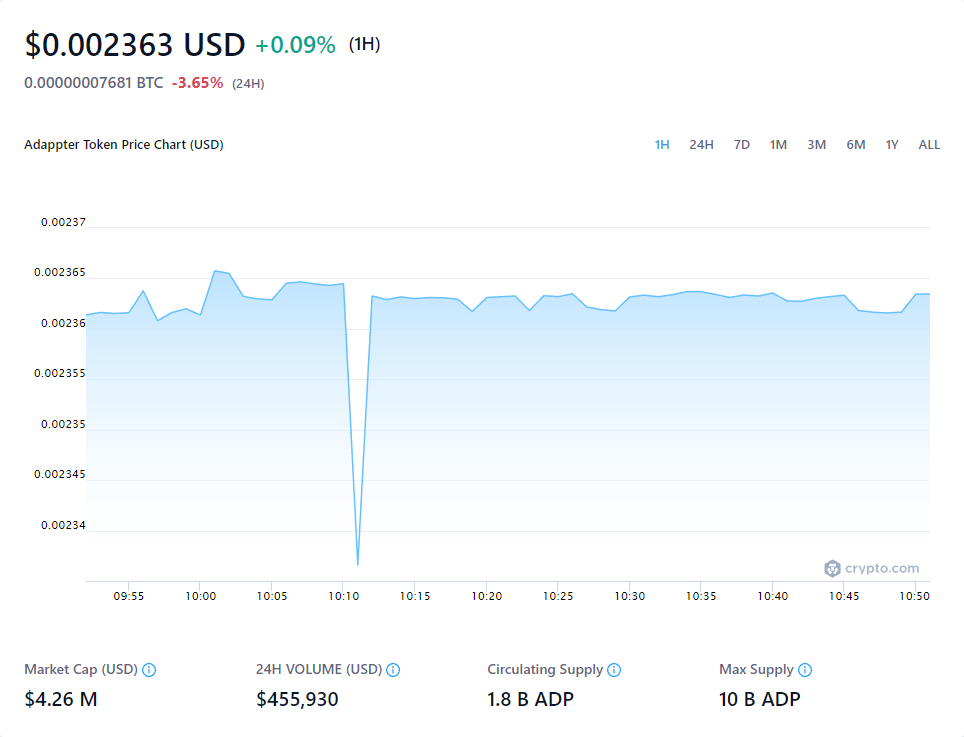 $0.002363 USD +0.09% (1H)
0.00000007681 BTC -3.65% (24H)
Adappter Token Price Chart (USD) 1H 24H 7D 1M 3M 6M 1Y ALL
0.00237
0.002365
0.00236
0.002355
0.00235
0.002345
0.00234
crypto.com
09:55 10:00 10:05 10:10 10:15 10:20 10:25 10:30 10:35 10:40 10:45 10:50
Market Cap (USD) 24H VOLUME (USD) Circulating Supply Max Supply
$4.26 M $455,930 1.8 B ADP 10 B ADP